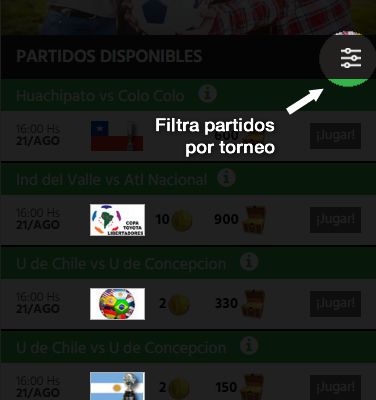 PARTIDOS DISPONIBLES
Huachipato vs Colo Colo
Filtra partidos
por torneo
16:00 Hs
21/AGO
¡Jugar!
Ind del Valle vs Atl Nacional
16:00 Hs
21/AGO
COPA
TOYOTA
LIBERTADORES
10
900
¡Jugar!
U de Chile vs U de Concepcion
16:00 Hs
21/AGO
2
330
¡Jugar!
U de Chile vs U de Concepcion
16:00 Hs
21/AGO
2
150
¡Jugar!